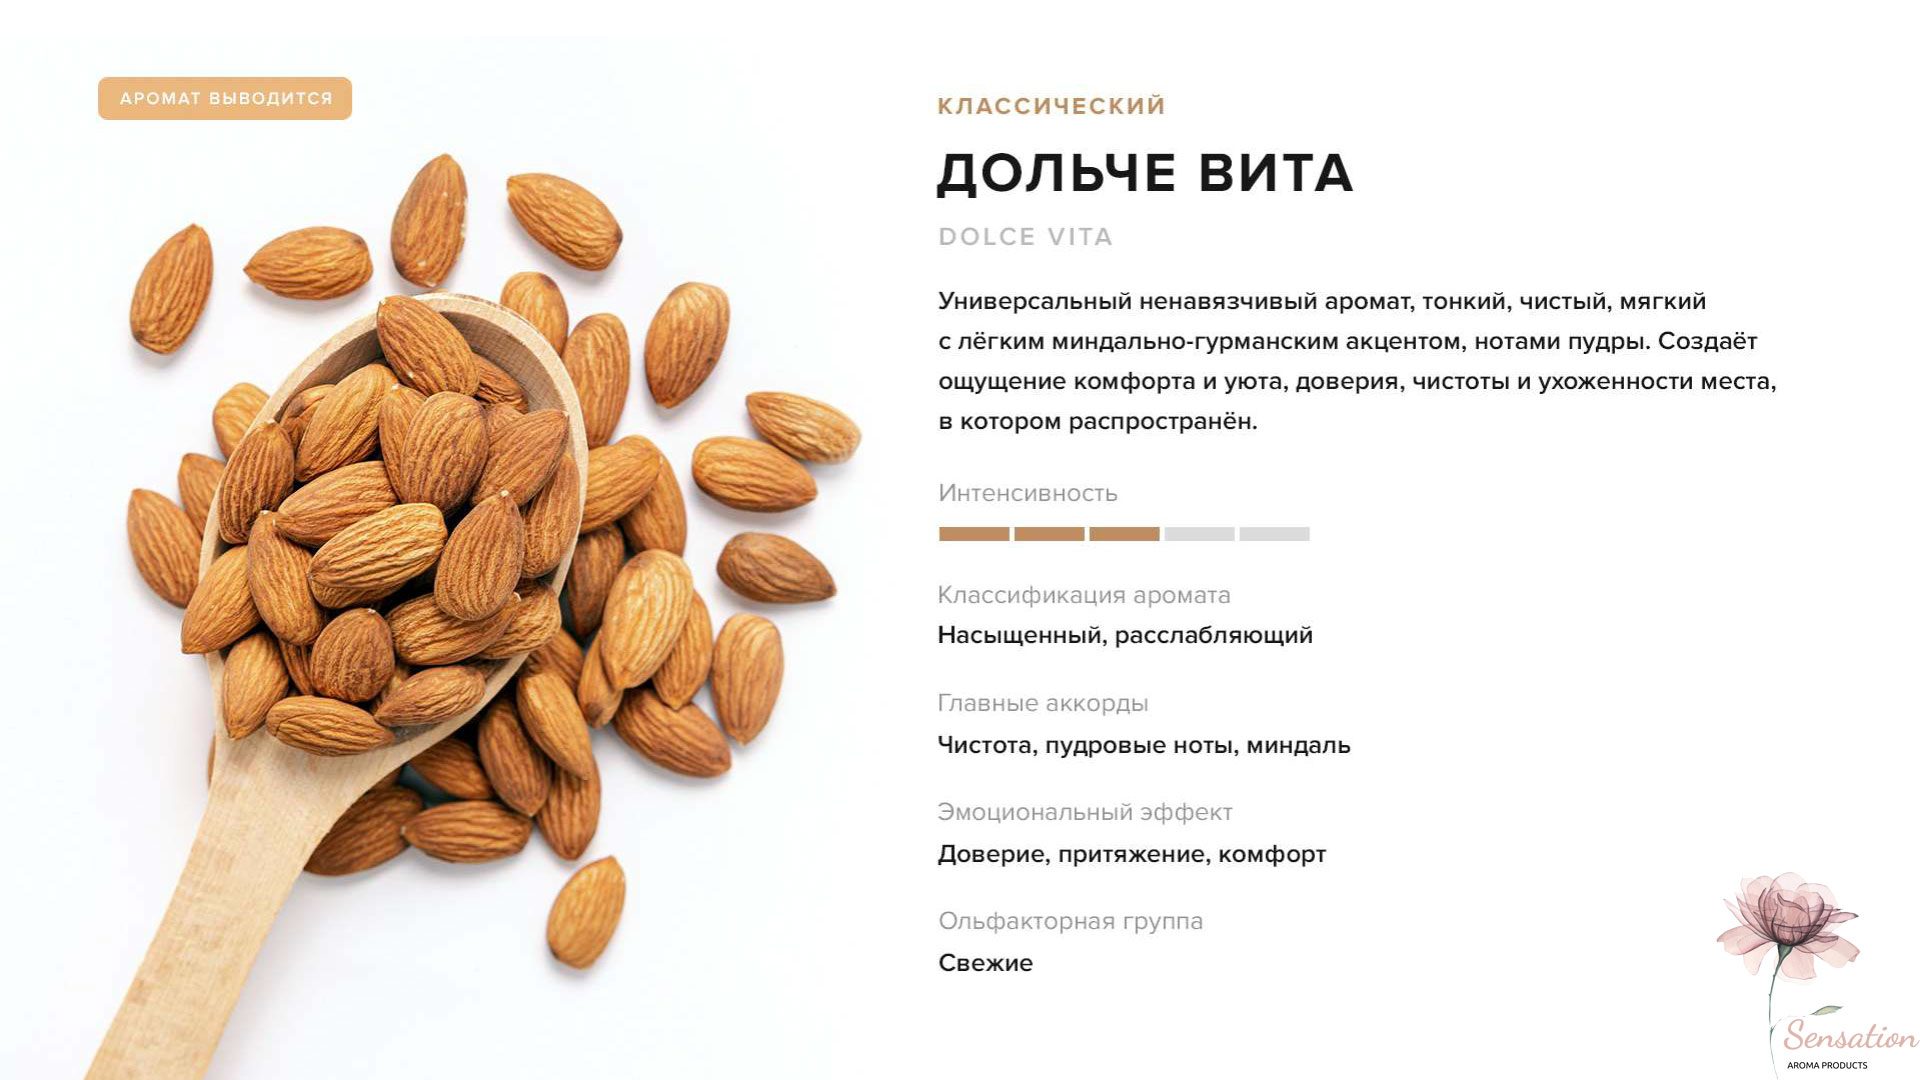 АРОМАТ ВЫВОДИТСЯ
КЛАССИЧЕСКИЙ
ДОЛЬЧЕ ВИТА
DOLCE VITA
Универсальный ненавязчивый аромат, тонкий, чистый, мягкий
с лёгким миндально-гурманским акцентом, нотами пудры. Создаёт
ощущение комфорта и уюта, доверия, чистоты и ухоженности места,
в котором распространён.
Интенсивность
Классификация аромата
Насыщенный, расслабляющий
Главные аккорды
Чистота, пудровые ноты, миндаль
Эмоциональный эффект
Доверие, притяжение, комфорт
Ольфакторная группа
Свежие
Sensation
AROMA PRODUCTS